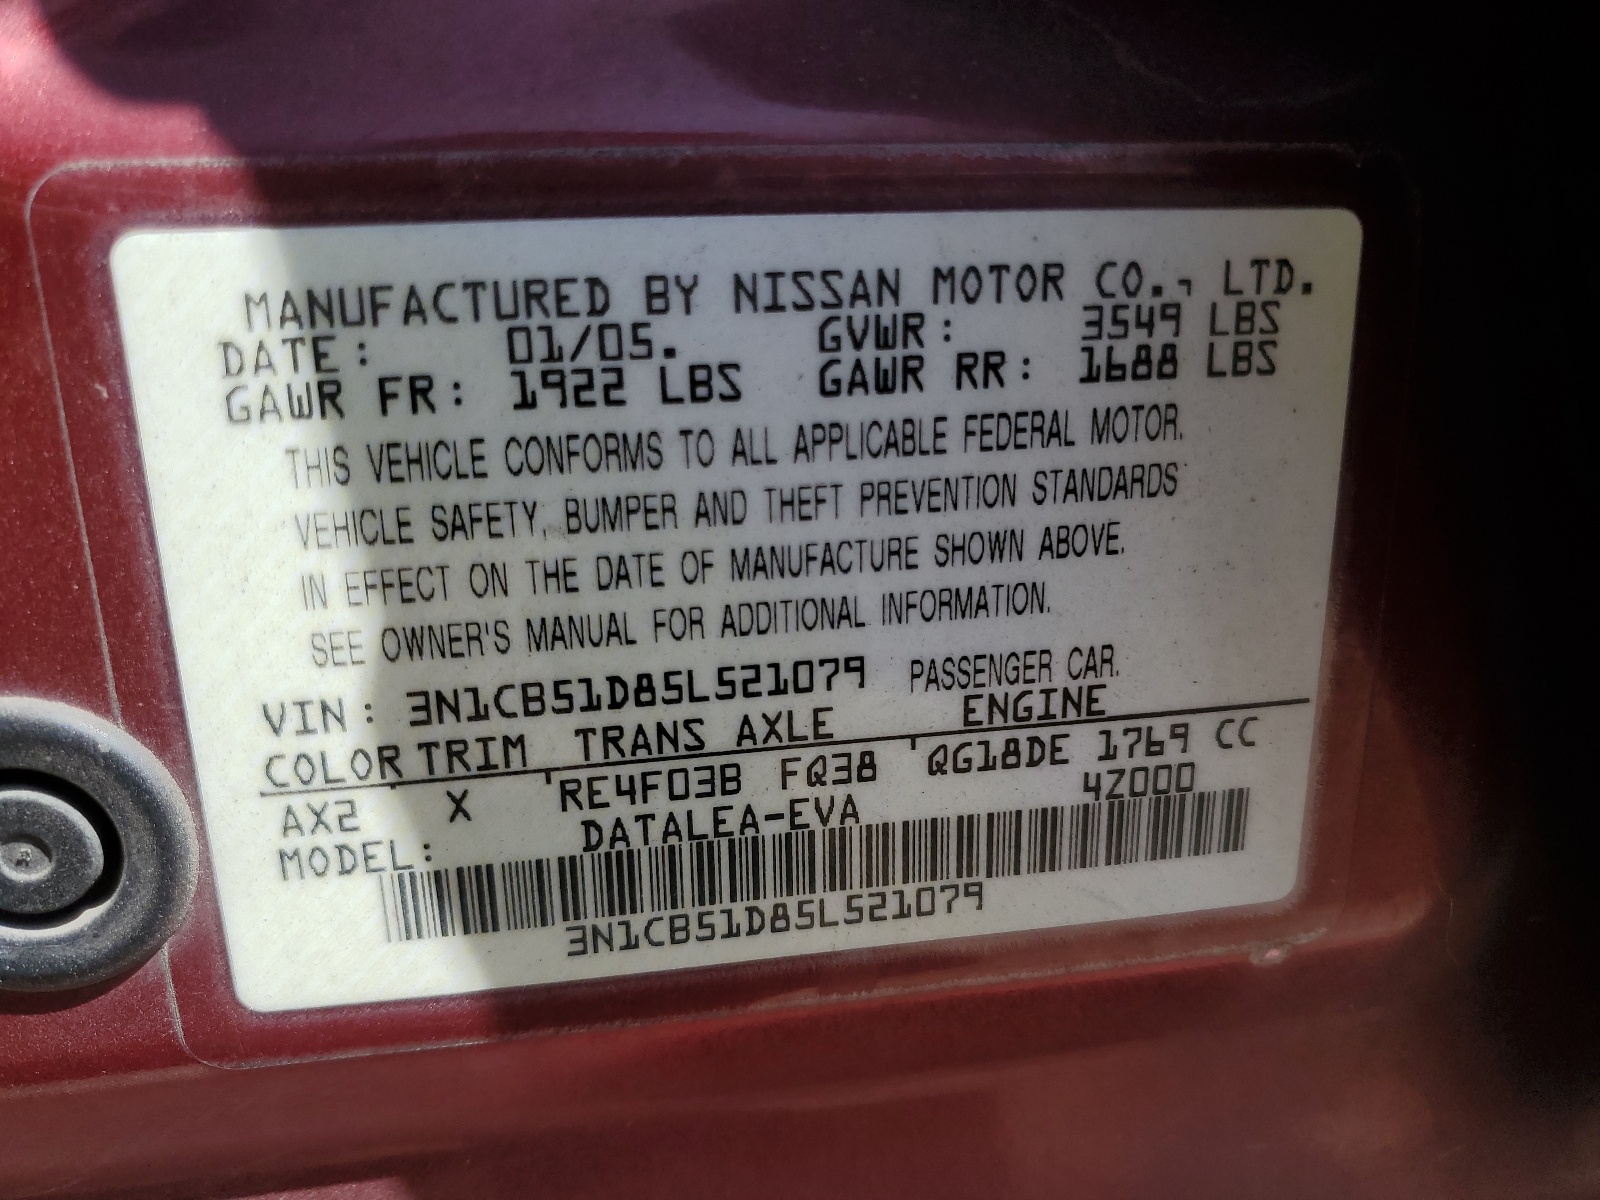 MANUFACTURED BY NISSAN MOTOR CO., LTD.
DATE: 01/05. GVWR: 3549 LBS
GAWR FR: 1922 LBS GAWR RR: 1688 LBS
THIS VEHICLE CONFORMS TO ALL APPLICABLE FEDERAL MOTOR.
VEHICLE SAFETY, BUMPER AND THEFT PREVENTION STANDARDS
IN EFFECT ON THE DATE OF MANUFACTURE SHOWN ABOVE.
SEE OWNER'S MANUAL FOR ADDITIONAL INFORMATION.
VIN: 3N1CB51D85L521079 PASSENGER CAR.
COLOR TRIM TRANS AXLE ENGINE
AX2 X RE4F03B FQ38 QG18DE 1769 CC
MODEL: DATALEA-EVA 4Z000
3N1CB51D85L521079